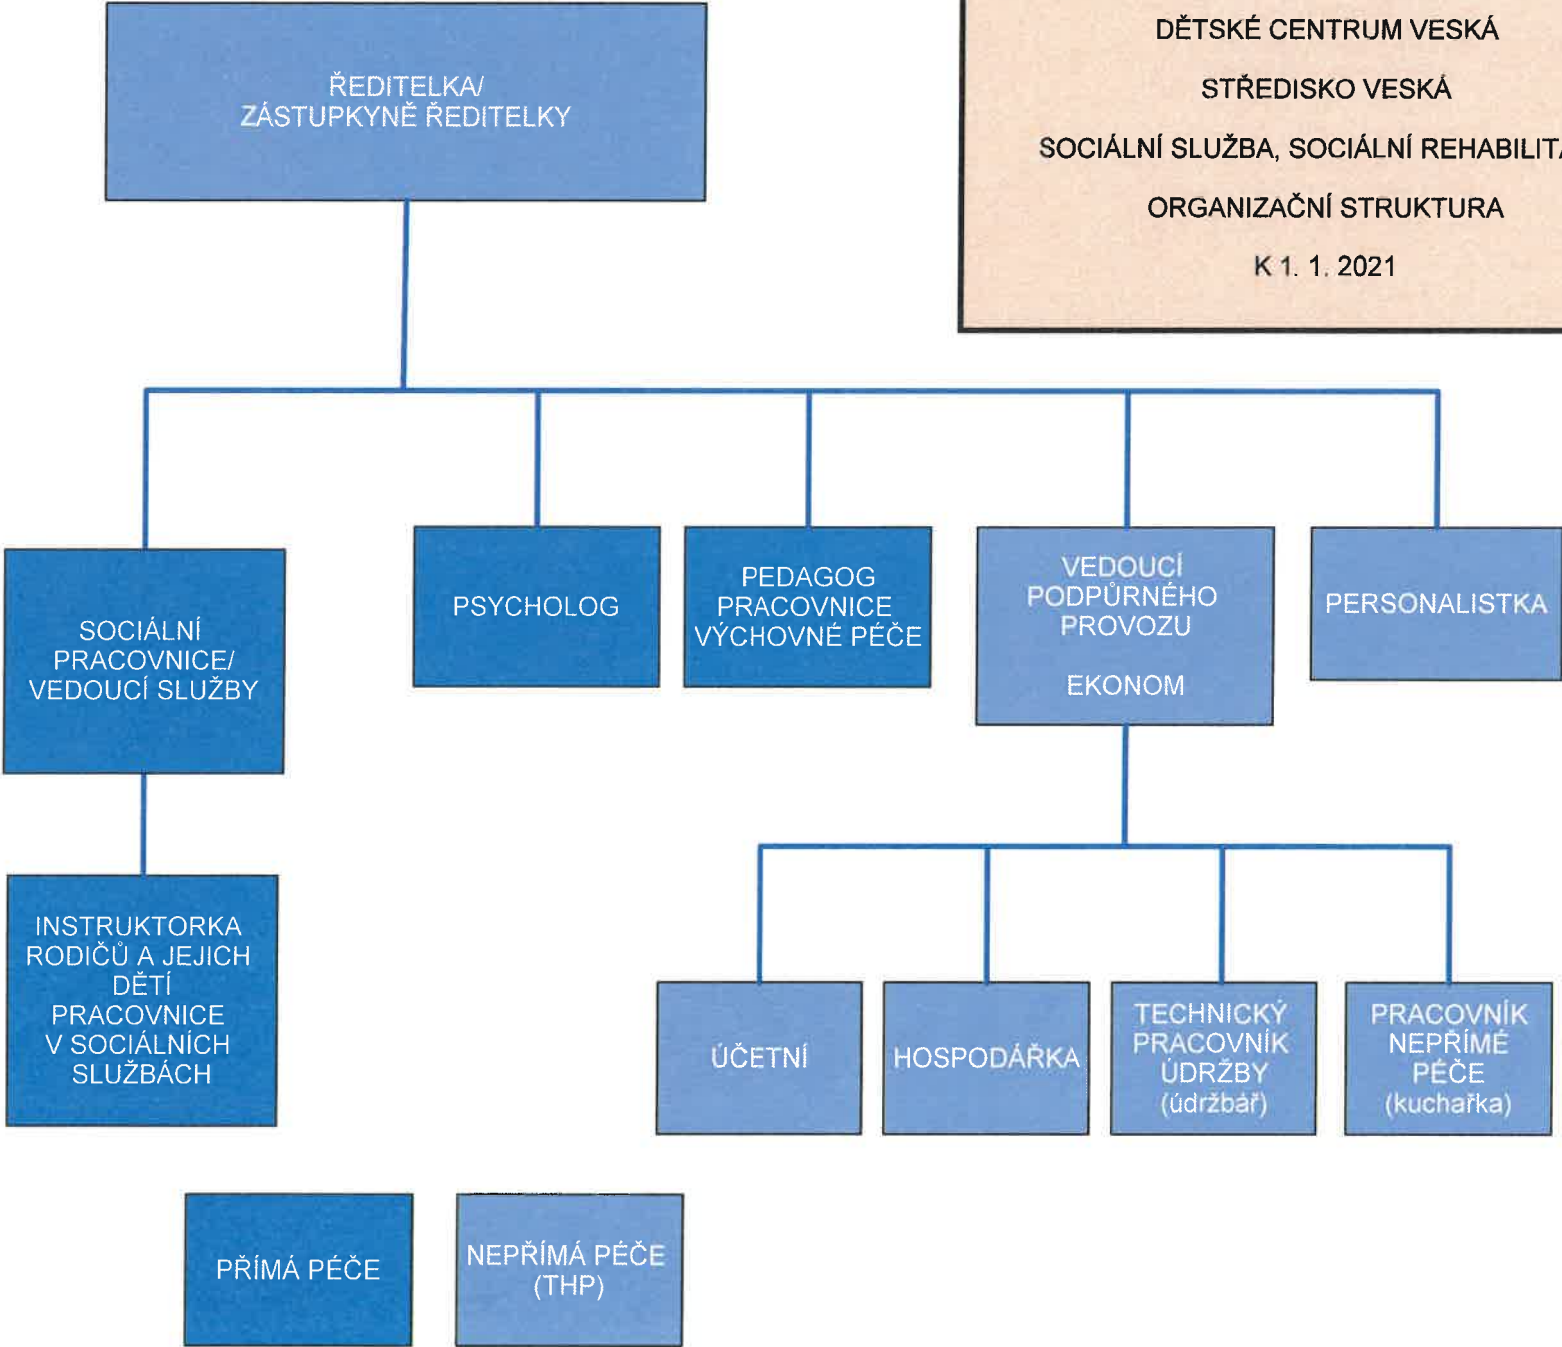 DĚTSKÉ CENTRUM VESKÁ
STŘEDISKO VESKÁ
SOCIÁLNÍ SLUŽBA, SOCIÁLNÍ REHABILITA
ORGANIZAČNÍ STRUKTURA
K 1. 1. 2021
ŘEDITELKA/
ZÁSTUPKYNĚ ŘEDITELKY
SOCIÁLNÍ
PRACOVNICE/
VEDOUCÍ SLUŽBY
PSYCHOLOG
PEDAGOG
PRACOVNICE
VÝCHOVNÉ PÉČE
VEDOUCÍ
PODPŮRNÉHO
PROVOZU
EKONOM
PERSONALISTKA
INSTRUKTORKA
RODIČŮ A JEJICH
DĚTÍ
PRACOVNICE
V SOCIÁLNÍCH
SLUŽBÁCH
ÚČETNÍ
HOSPODÁŘKA
TECHNICKÝ
PRACOVNÍK
ÚDRŽBY
(údržbář)
PRACOVNÍK
NEPŘÍMÉ
PÉČE
(kuchařka)
PŘÍMÁ PÉČE
NEPŘÍMÁ PÉČE
(THP)